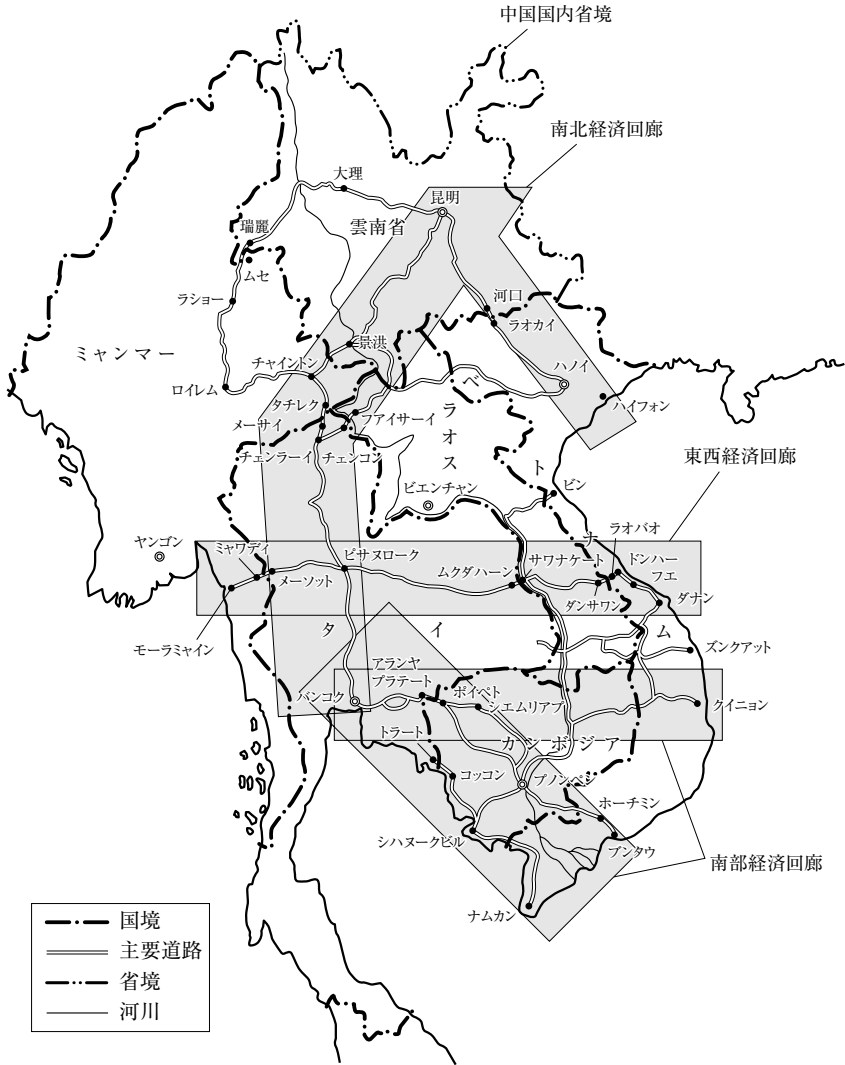 中国国内省境
南北経済回廊
大理
昆明
雲南省
瑞麗
ムセ
ラショー
河口
ラオカイ
ミャンマー
景洪
チャイントン
ロイレム
ハノイ
ベ
タチレク
ハイフォン
メーサイ
フアイサーイ
ラオス
チェンラーイ
チェンコン
東西経済回廊
ト
ビエンチャン
ビン
ラオバオ
ナ
ヤンゴン
ミャワディ
ピサヌローク
ムクダハーン
サワナケート
ドンハー
フエ
メーソット
ダンサワン
ダナン
タイ
ム
モーラミャイン
ズンクアット
アランヤ
プラテート
バンコク
ポイペト
シエムリアプ
クイニョン
トラート
カンボジア
コッコン
プノンペン
ホーチミン
シハヌークビル
ブンタウ
南部経済回廊
ナムカン
国境
主要道路
省境
河川